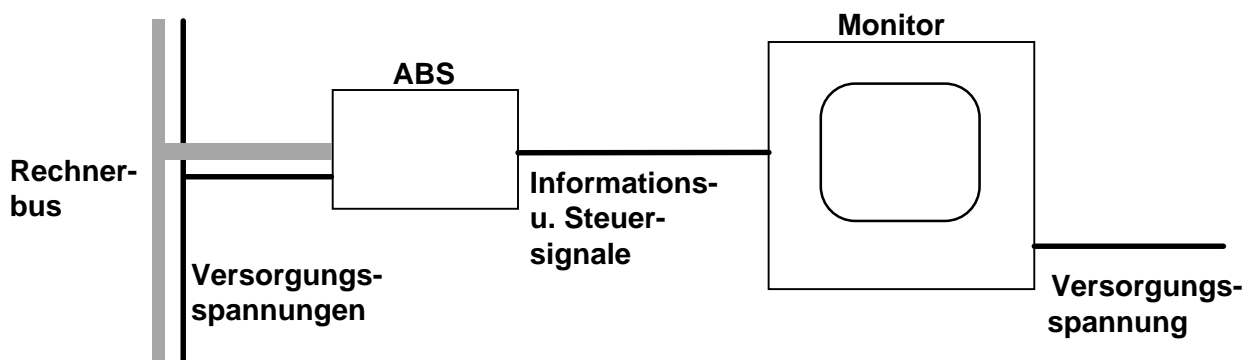 Monitor
ABS
Rechner-
bus
Informations-
u. Steuer-
signale
Versorgungs-
spannungen
Versorgungs-
spannung